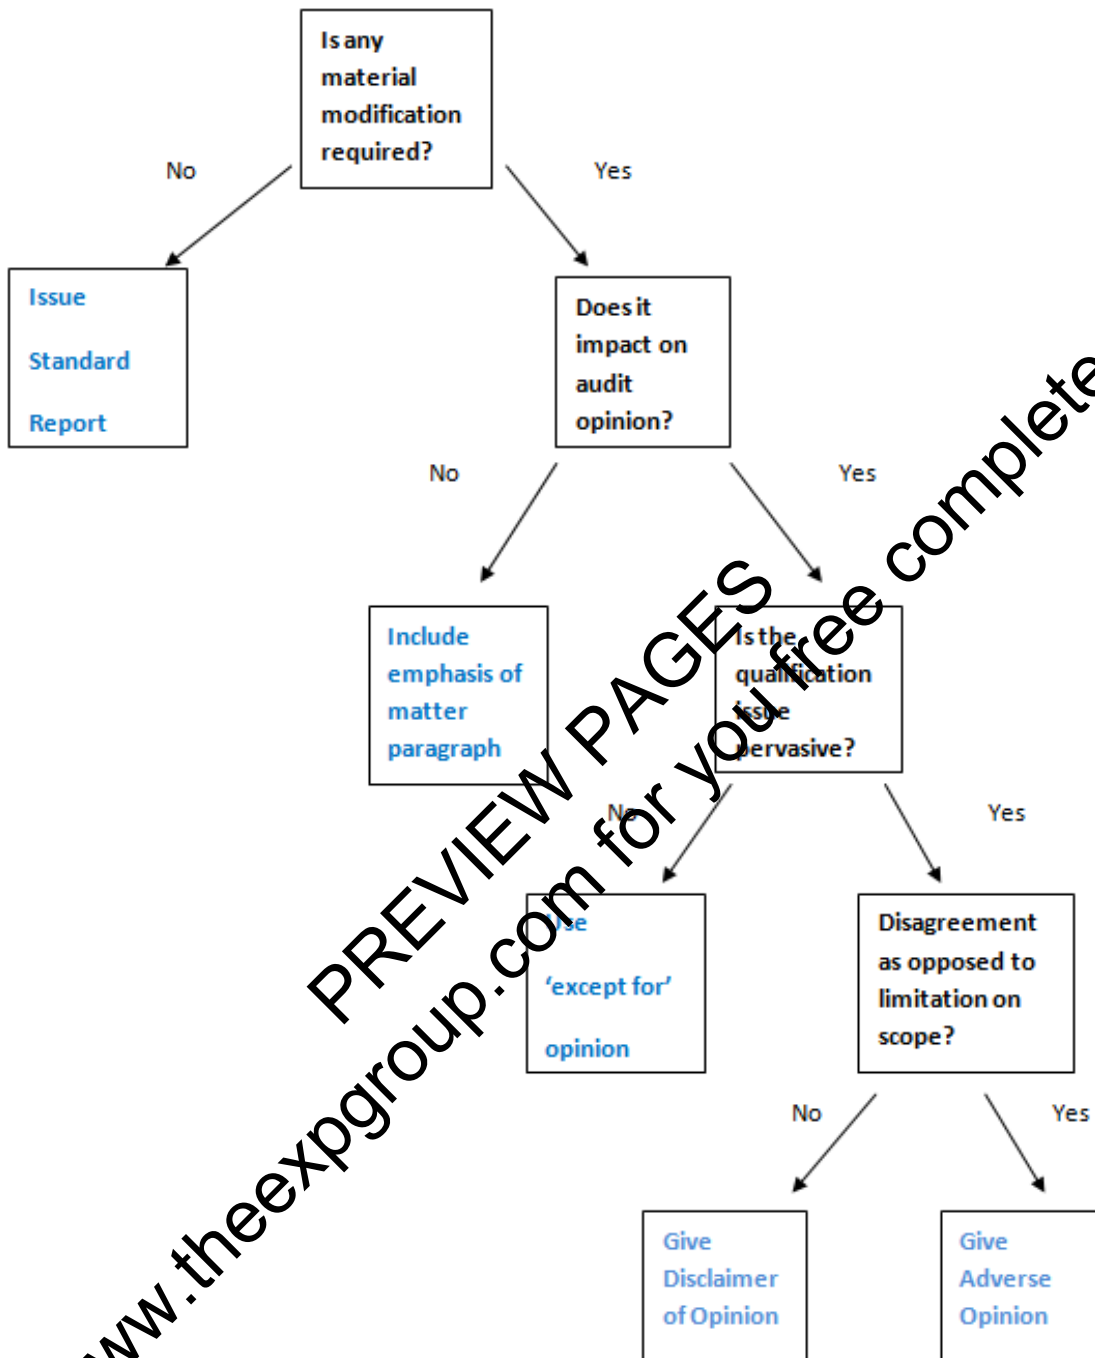 Is any
material
modification
required?
No
Yes
Issue
Standard
Report
Does it
impact on
audit
opinion?
No
Yes
Include
emphasis of
matter
paragraph
Is the
qualification
issue
pervasive?
No
Yes
Use
‘except for’
opinion
Disagreement
as opposed to
limitation on
scope?
No
Yes
Give
Disclaimer
of Opinion
Give
Adverse
Opinion
PREVIEW PAGES
ww.theexpgroup.com for you free complete